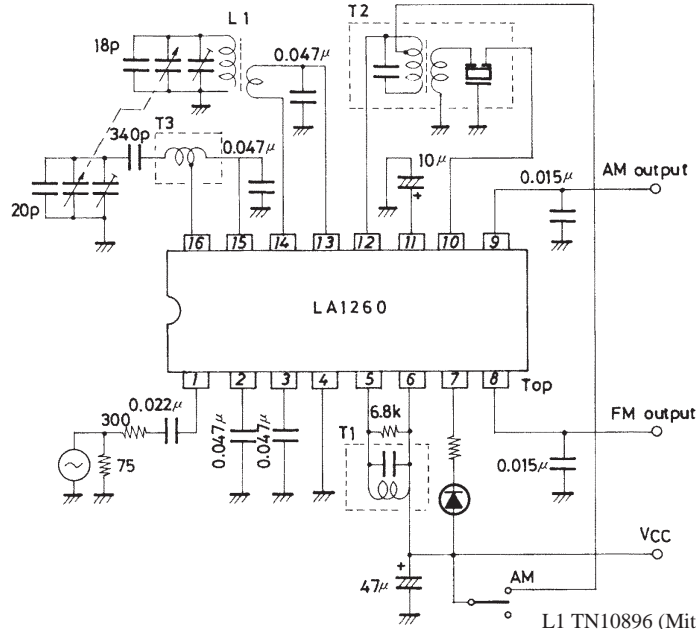 L1
T2
18p
0.047μ
T3
340p
0.047μ
10μ
+
0.015μ
AM output
20p
16 15 14 13 12 11 10 9
LA1260
1 2 3 4 5 6 7 8 Top
0.022μ
300
75
0.047μ
0.047μ
6.8k
T1
FM output
0.015μ
VCC
+
47μ
AM
L1 TN10896 (Mit